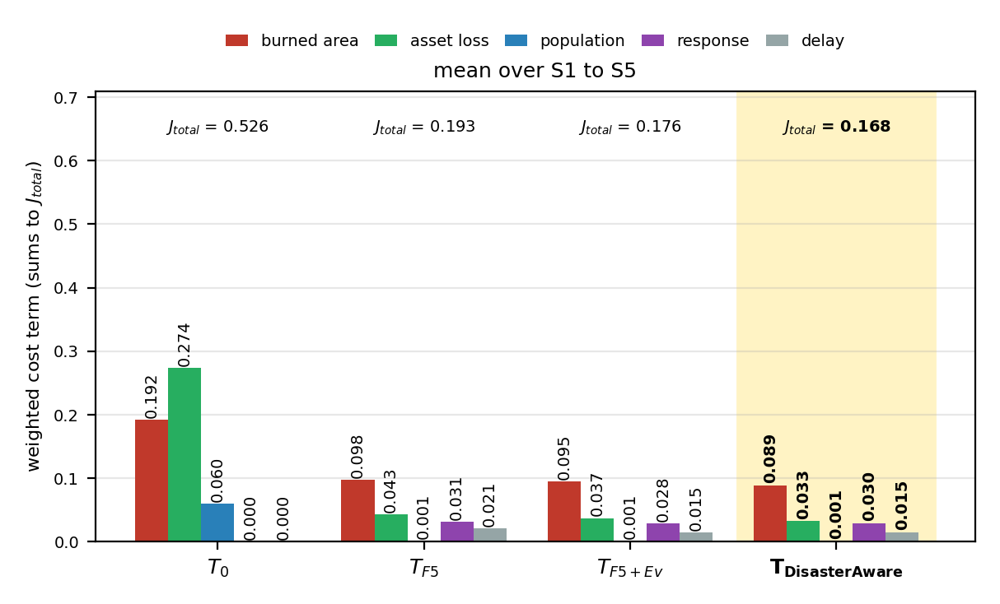 burned area asset loss population response delay
mean over S1 to S5
weighted cost term (sums to J_total)
0.7
0.6
0.5
0.4
0.3
0.2
0.1
0.0
J_total = 0.526
J_total = 0.193
J_total = 0.176
J_total = 0.168
0.192
0.274
0.060
0.000
0.000
0.098
0.043
0.001
0.031
0.021
0.095
0.037
0.001
0.028
0.015
0.089
0.033
0.001
0.030
0.015
T_0
T_F5
T_F5+Ev
T_DisasterAware